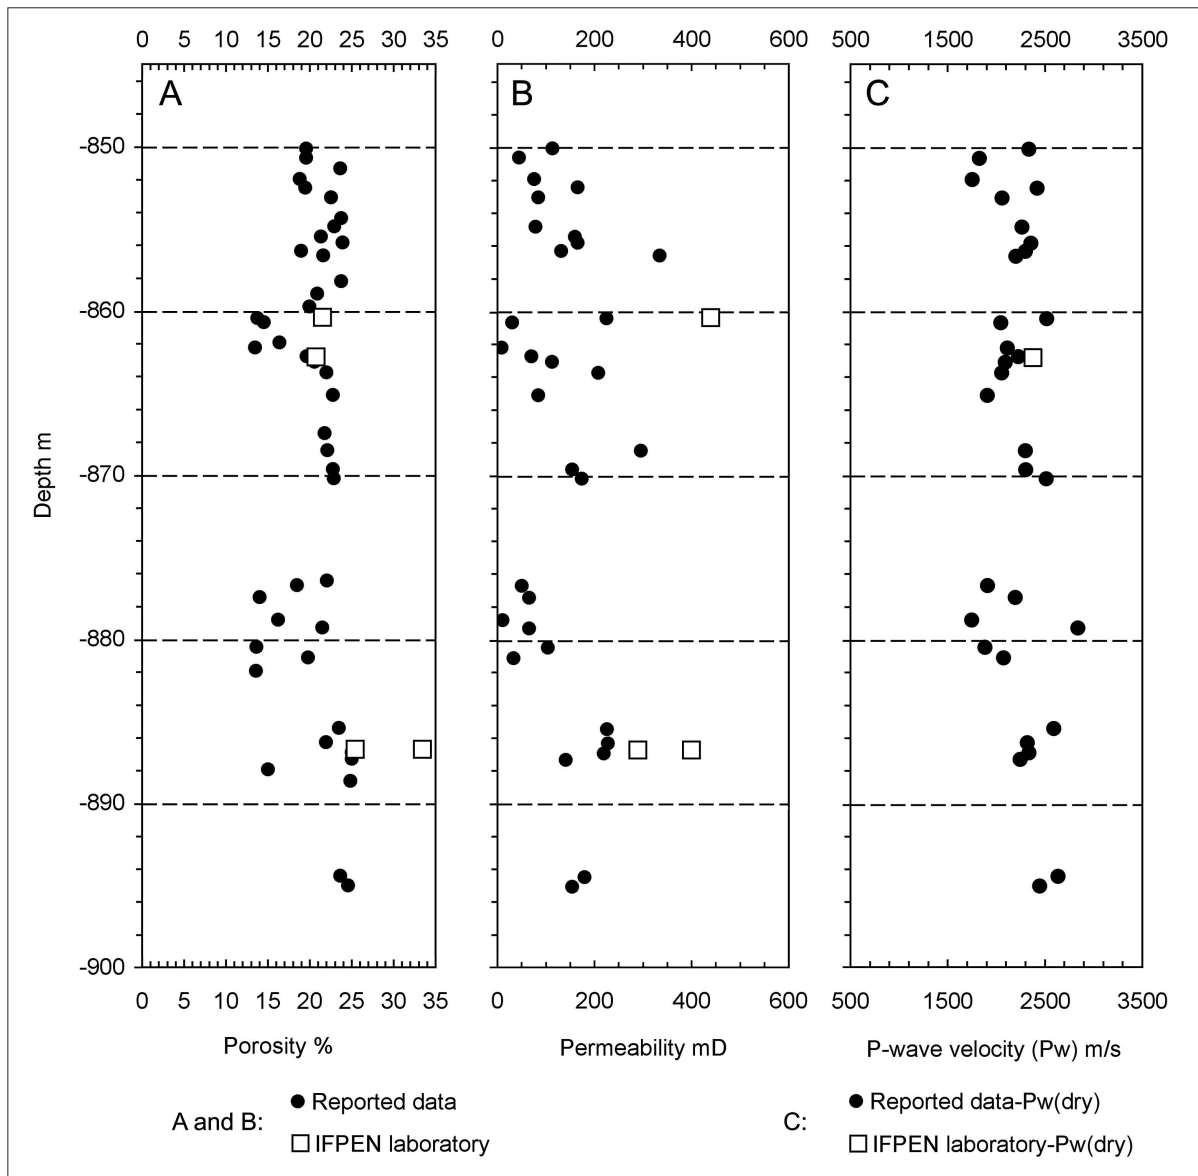 0 5 10 15 20 25 30 35 0 200 400 600 500 1500 2500 3500
A B C
-850
-860
-870
-880
-890
-900
Depth m
0 5 10 15 20 25 30 35 0 200 400 600 500 1500 2500 3500
Porosity % Permeability mD P-wave velocity (Pw) m/s
A and B: Reported data
IFPEN laboratory
C: Reported data-Pw(dry)
IFPEN laboratory-Pw(dry)